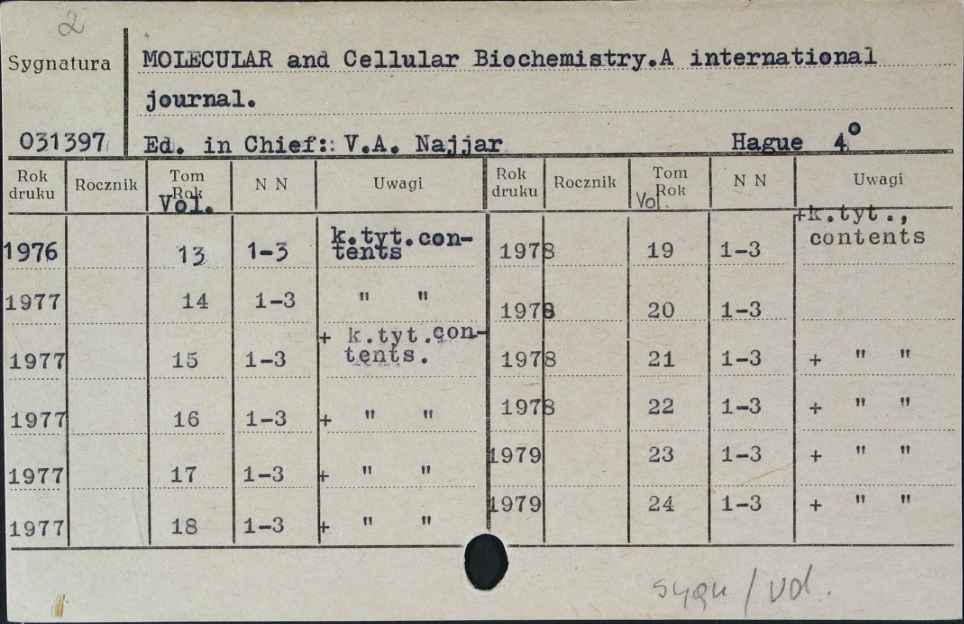 2
Sygnatura
MOLECULAR and Cellular Biochemistry.A international
journal.
031397
Ed. in Chief:: V.A. Najjar Hague 4°
Rok druku Rocznik Tom Rok Vol. N N Uwagi Rok druku Rocznik Tom Rok Vol. N N Uwagi
1976 13 1-3 k.tyt.con-tents 1978 19 1-3 +k.tyt., contents
1977 14 1-3 " " 1978 20 1-3
1977 15 1-3 + k.tyt.con-tents. 1978 21 1-3 + " "
1977 16 1-3 + " " 1978 22 1-3 + " "
1977 17 1-3 + " " 1979 23 1-3 + " "
1977 18 1-3 + " " 1979 24 1-3 + " "
sygn / vol.